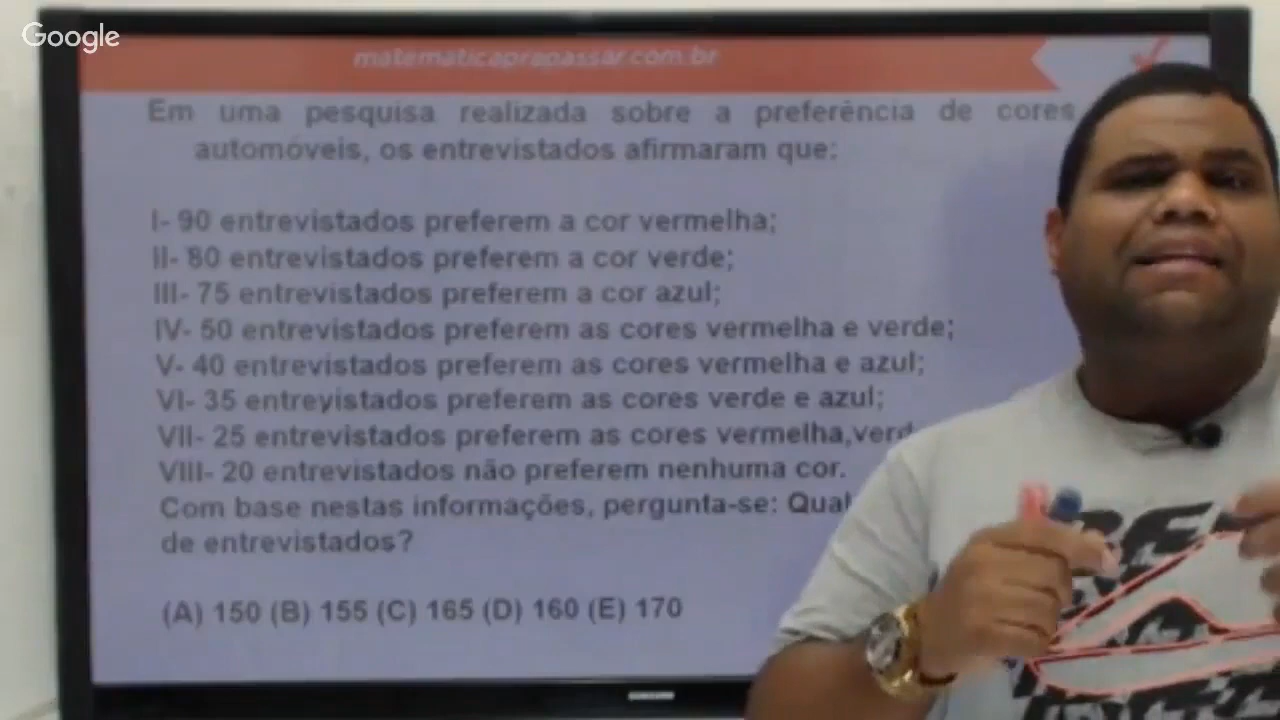 Google
matematicaprapassar.com.br
Em uma pesquisa realizada sobre a preferência de cores
automóveis, os entrevistados afirmaram que:
I- 90 entrevistados preferem a cor vermelha;
II- 80 entrevistados preferem a cor verde;
III- 75 entrevistados preferem a cor azul;
IV- 50 entrevistados preferem as cores vermelha e verde;
V- 40 entrevistados preferem as cores vermelha e azul;
VI- 35 entrevistados preferem as cores verde e azul;
VII- 25 entrevistados preferem as cores vermelha,verd
VIII- 20 entrevistados não preferem nenhuma cor.
Com base nestas informações, pergunta-se: Qual
de entrevistados?
(A) 150 (B) 155 (C) 165 (D) 160 (E) 170